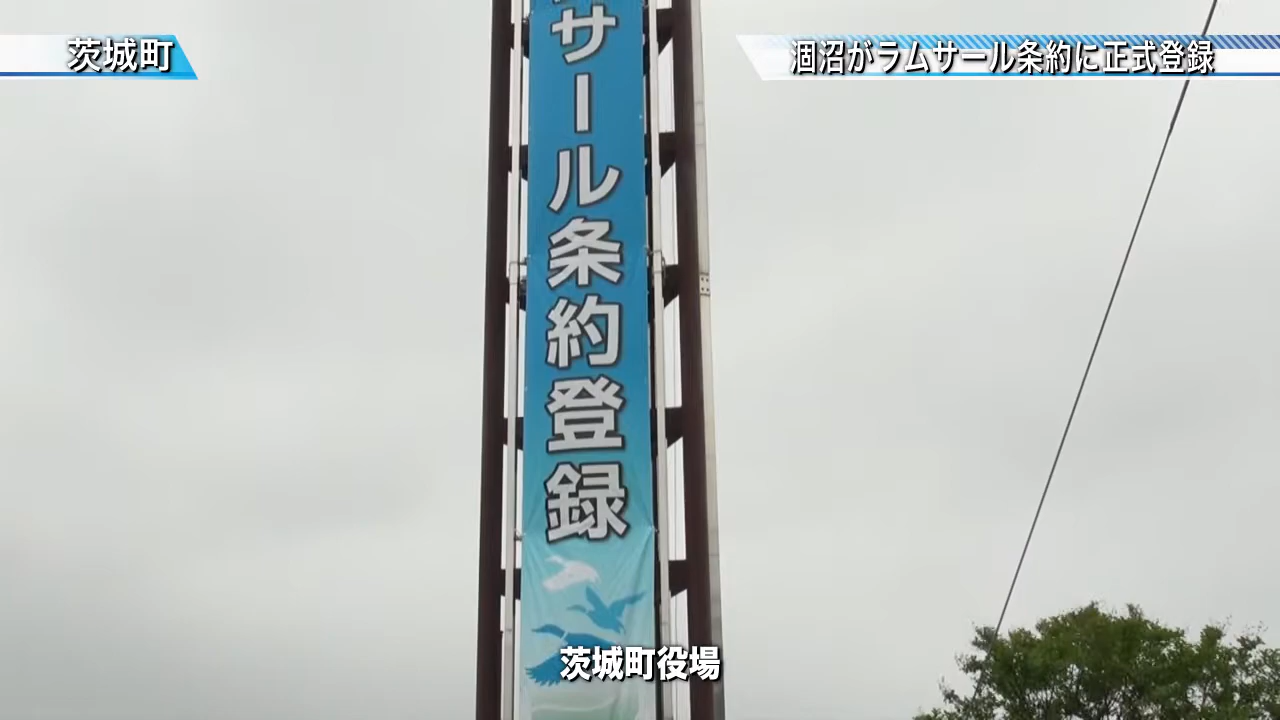 茨城町
涸沼がラムサール条約に正式登録
サール条約登録
茨城町役場